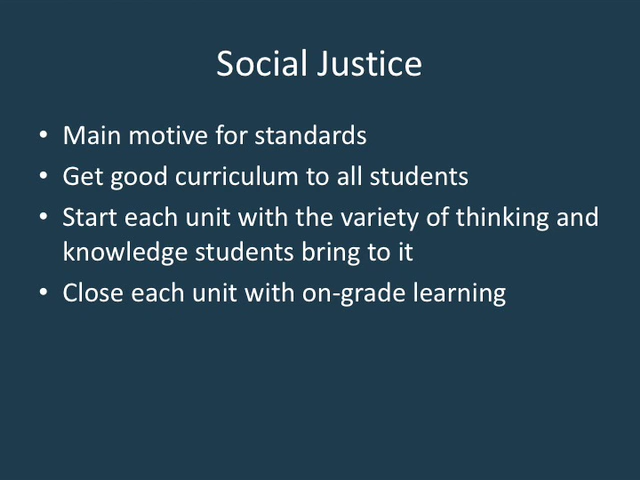 Social Justice
• Main motive for standards
• Get good curriculum to all students
• Start each unit with the variety of thinking and
knowledge students bring to it
• Close each unit with on-grade learning